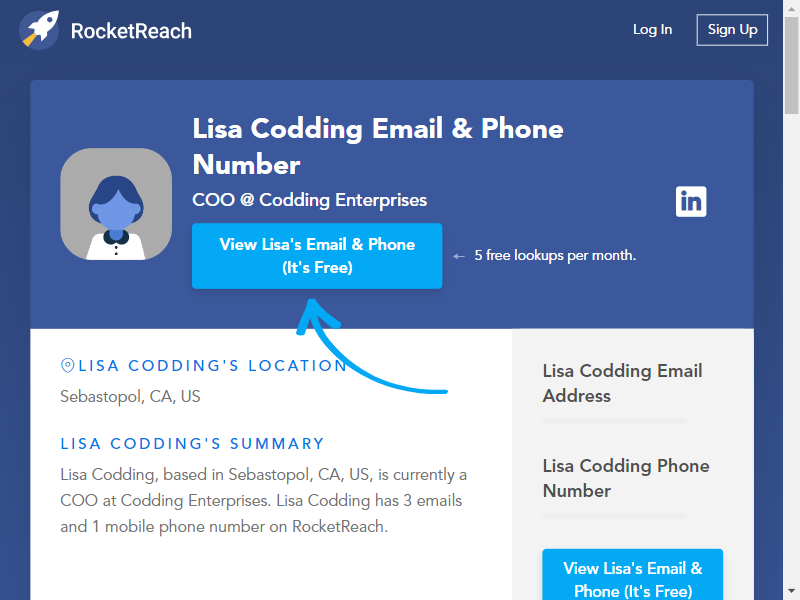 RocketReach
Log In
Sign Up
Lisa Codding Email & Phone
Number
COO @ Codding Enterprises
View Lisa's Email & Phone
(It's Free)
← 5 free lookups per month.
in
LISA CODDING'S LOCATION
Sebastopol, CA, US
LISA CODDING'S SUMMARY
Lisa Codding, based in Sebastopol, CA, US, is currently a
COO at Codding Enterprises. Lisa Codding has 3 emails
and 1 mobile phone number on RocketReach.
Lisa Codding Email
Address
Lisa Codding Phone
Number
View Lisa's Email &
Phone (It's Free)